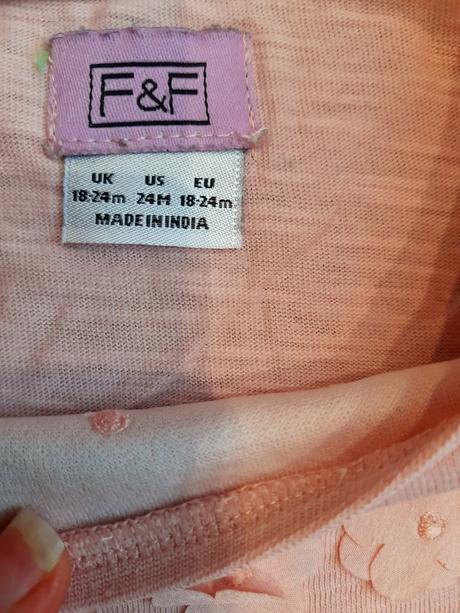 F&F
UK US EU
18-24m 24M 18-24m
MADE IN INDIA